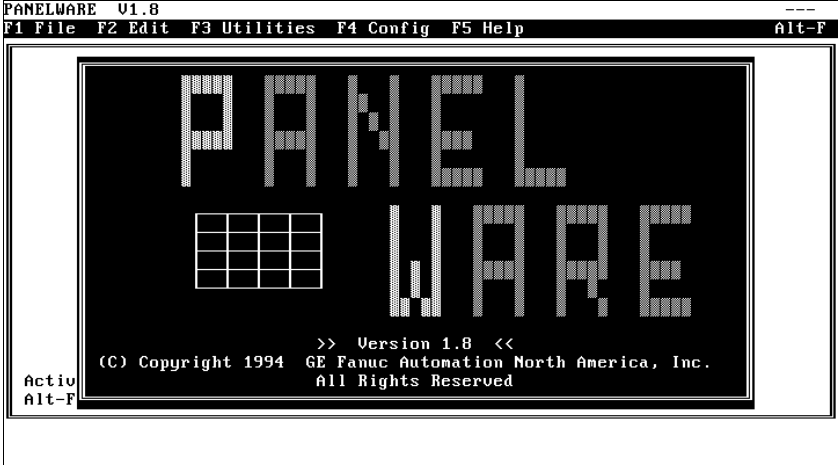 PANELWARE V1.8 ---
F1 File F2 Edit F3 Utilities F4 Config F5 Help Alt-F
PANEL
WARE
>> Version 1.8 <<
(C) Copyright 1994 GE Fanuc Automation North America, Inc.
All Rights Reserved
Activ
Alt-F